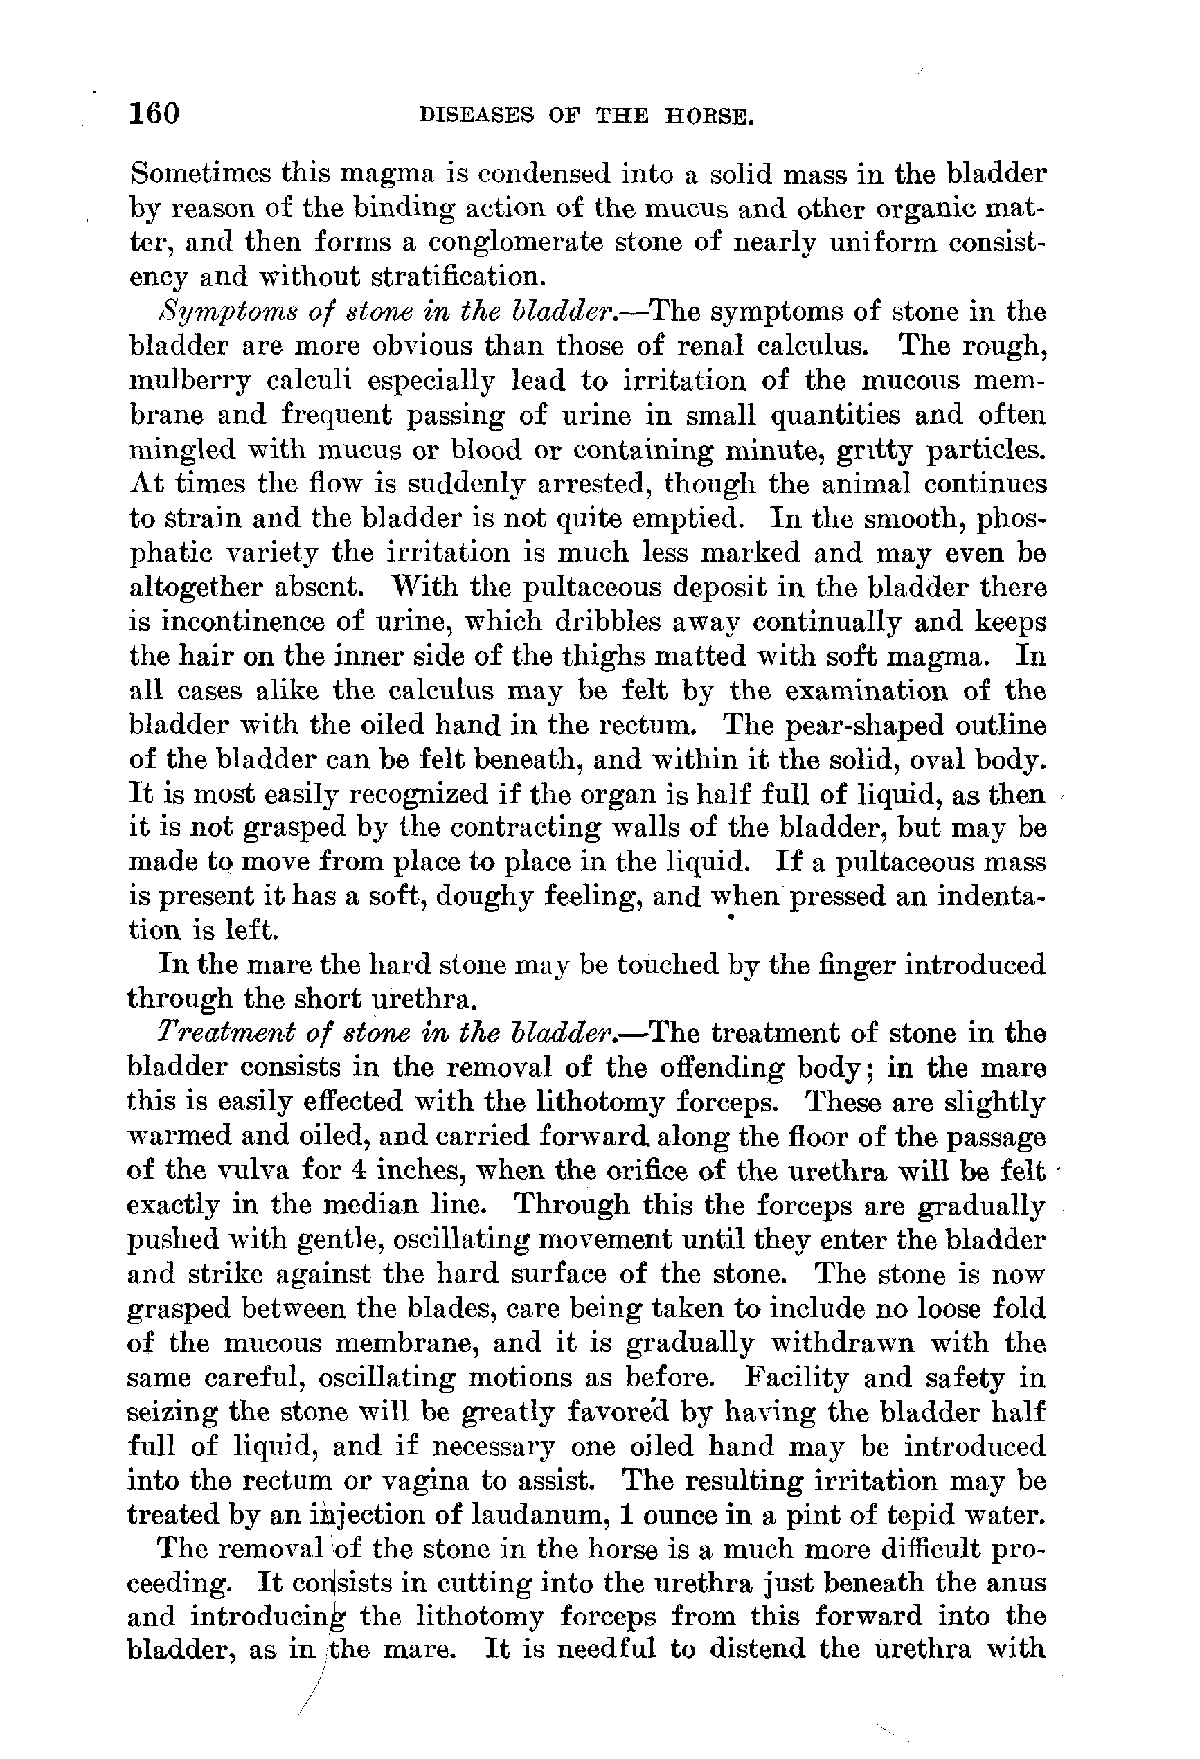 160 DISEASES OF THE HORSE.
Sometimes this magma is condensed into a solid mass in the bladder
by reason of the binding action of the mucus and other organic mat-
ter, and then forms a conglomerate stone of nearly uniform consist-
ency and without stratification.
Symptoms of stone in the bladder.—The symptoms of stone in the
bladder are more obvious than those of renal calculus. The rough,
mulberry calculi especially lead to irritation of the mucous mem-
brane and frequent passing of urine in small quantities and often
mingled with mucus or blood or containing minute, gritty particles.
At times the flow is suddenly arrested, though the animal continues
to strain and the bladder is not quite emptied. In the smooth, phos-
phatic variety the irritation is much less marked and may even be
altogether absent. With the pultaceous deposit in the bladder there
is incontinence of urine, which dribbles away continually and keeps
the hair on the inner side of the thighs matted with soft magma. In
all cases alike the calculus may be felt by the examination of the
bladder with the oiled hand in the rectum. The pear-shaped outline
of the bladder can be felt beneath, and within it the solid, oval body.
It is most easily recognized if the organ is half full of liquid, as then
it is not grasped by the contracting walls of the bladder, but may be
made to move from place to place in the liquid. If a pultaceous mass
is present it has a soft, doughy feeling, and when pressed an indenta-
tion is left.
In the mare the hard stone may be touched by the finger introduced
through the short urethra.
Treatment of stone in the bladder.—The treatment of stone in the
bladder consists in the removal of the offending body; in the mare
this is easily effected with the lithotomy forceps. These are slightly
warmed and oiled, and carried forward along the floor of the passage
of the vulva for 4 inches, when the orifice of the urethra will be felt
exactly in the median line. Through this the forceps are gradually
pushed with gentle, oscillating movement until they enter the bladder
and strike against the hard surface of the stone. The stone is now
grasped between the blades, care being taken to include no loose fold
of the mucous membrane, and it is gradually withdrawn with the
same careful, oscillating motions as before. Facility and safety in
seizing the stone will be greatly favored by having the bladder half
full of liquid, and if necessary one oiled hand may be introduced
into the rectum or vagina to assist. The resulting irritation may be
treated by an injection of laudanum, 1 ounce in a pint of tepid water.
The removal of the stone in the horse is a much more difficult pro-
ceeding. It consists in cutting into the urethra just beneath the anus
and introducing the lithotomy forceps from this forward into the
bladder, as in the mare. It is needful to distend the urethra with